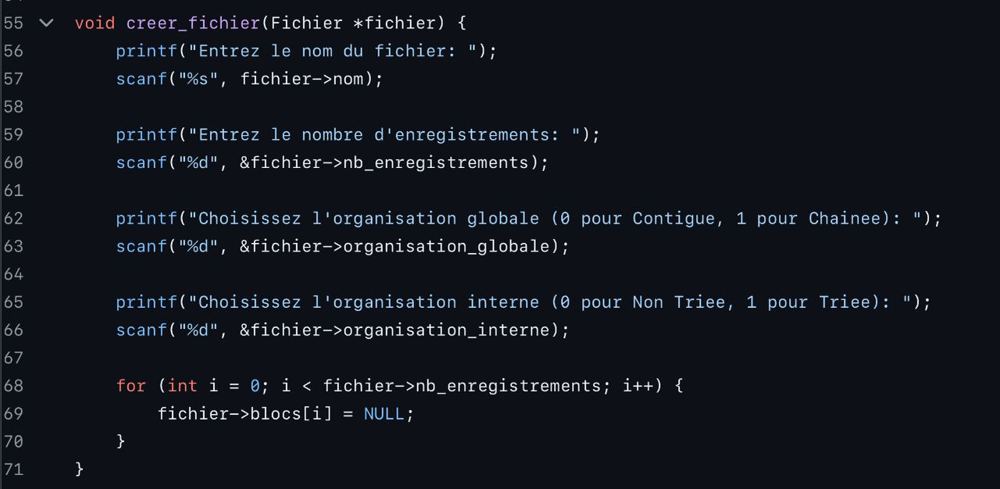 55 void creer_fichier(Fichier *fichier) {
56     printf("Entrez le nom du fichier: ");
57     scanf("%s", fichier->nom);
58
59     printf("Entrez le nombre d'enregistrements: ");
60     scanf("%d", &fichier->nb_enregistrements);
61
62     printf("Choisissez l'organisation globale (0 pour Contigue, 1 pour Chainee): ");
63     scanf("%d", &fichier->organisation_globale);
64
65     printf("Choisissez l'organisation interne (0 pour Non Triee, 1 pour Triee): ");
66     scanf("%d", &fichier->organisation_interne);
67
68     for (int i = 0; i < fichier->nb_enregistrements; i++) {
69         fichier->blocs[i] = NULL;
70     }
71 }